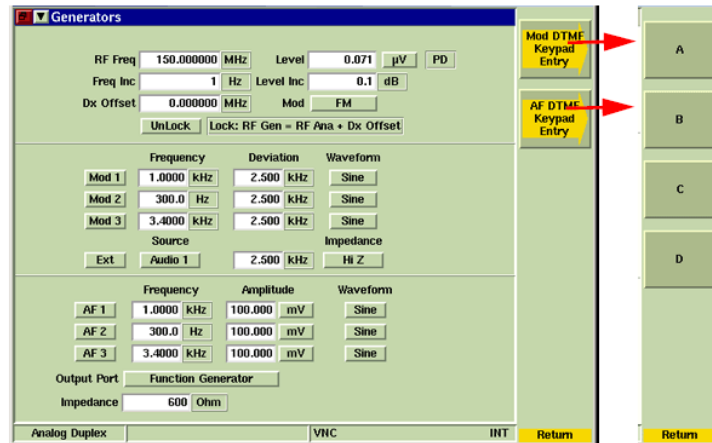 Generators
RF Freq 150.000000 MHz Level 0.071 µV PD
Freq Inc 1 Hz Level Inc 0.1 dB
Dx Offset 0.000000 MHz Mod FM
UnLock Lock: RF Gen = RF Ana + Dx Offset
Frequency Deviation Waveform
Mod 1 1.0000 kHz 2.500 kHz Sine
Mod 2 300.0 Hz 2.500 kHz Sine
Mod 3 3.4000 kHz 2.500 kHz Sine
Source Impedance
Ext Audio 1 2.500 kHz Hi Z
Frequency Amplitude Waveform
AF 1 1.0000 kHz 100.000 mV Sine
AF 2 300.0 Hz 100.000 mV Sine
AF 3 3.4000 kHz 100.000 mV Sine
Output Port Function Generator
Impedance 600 Ohm
Analog Duplex VNC INT
Mod DTMF
Keypad
Entry
AF DTMF
Keypad
Entry
Return
A
B
C
D
Return